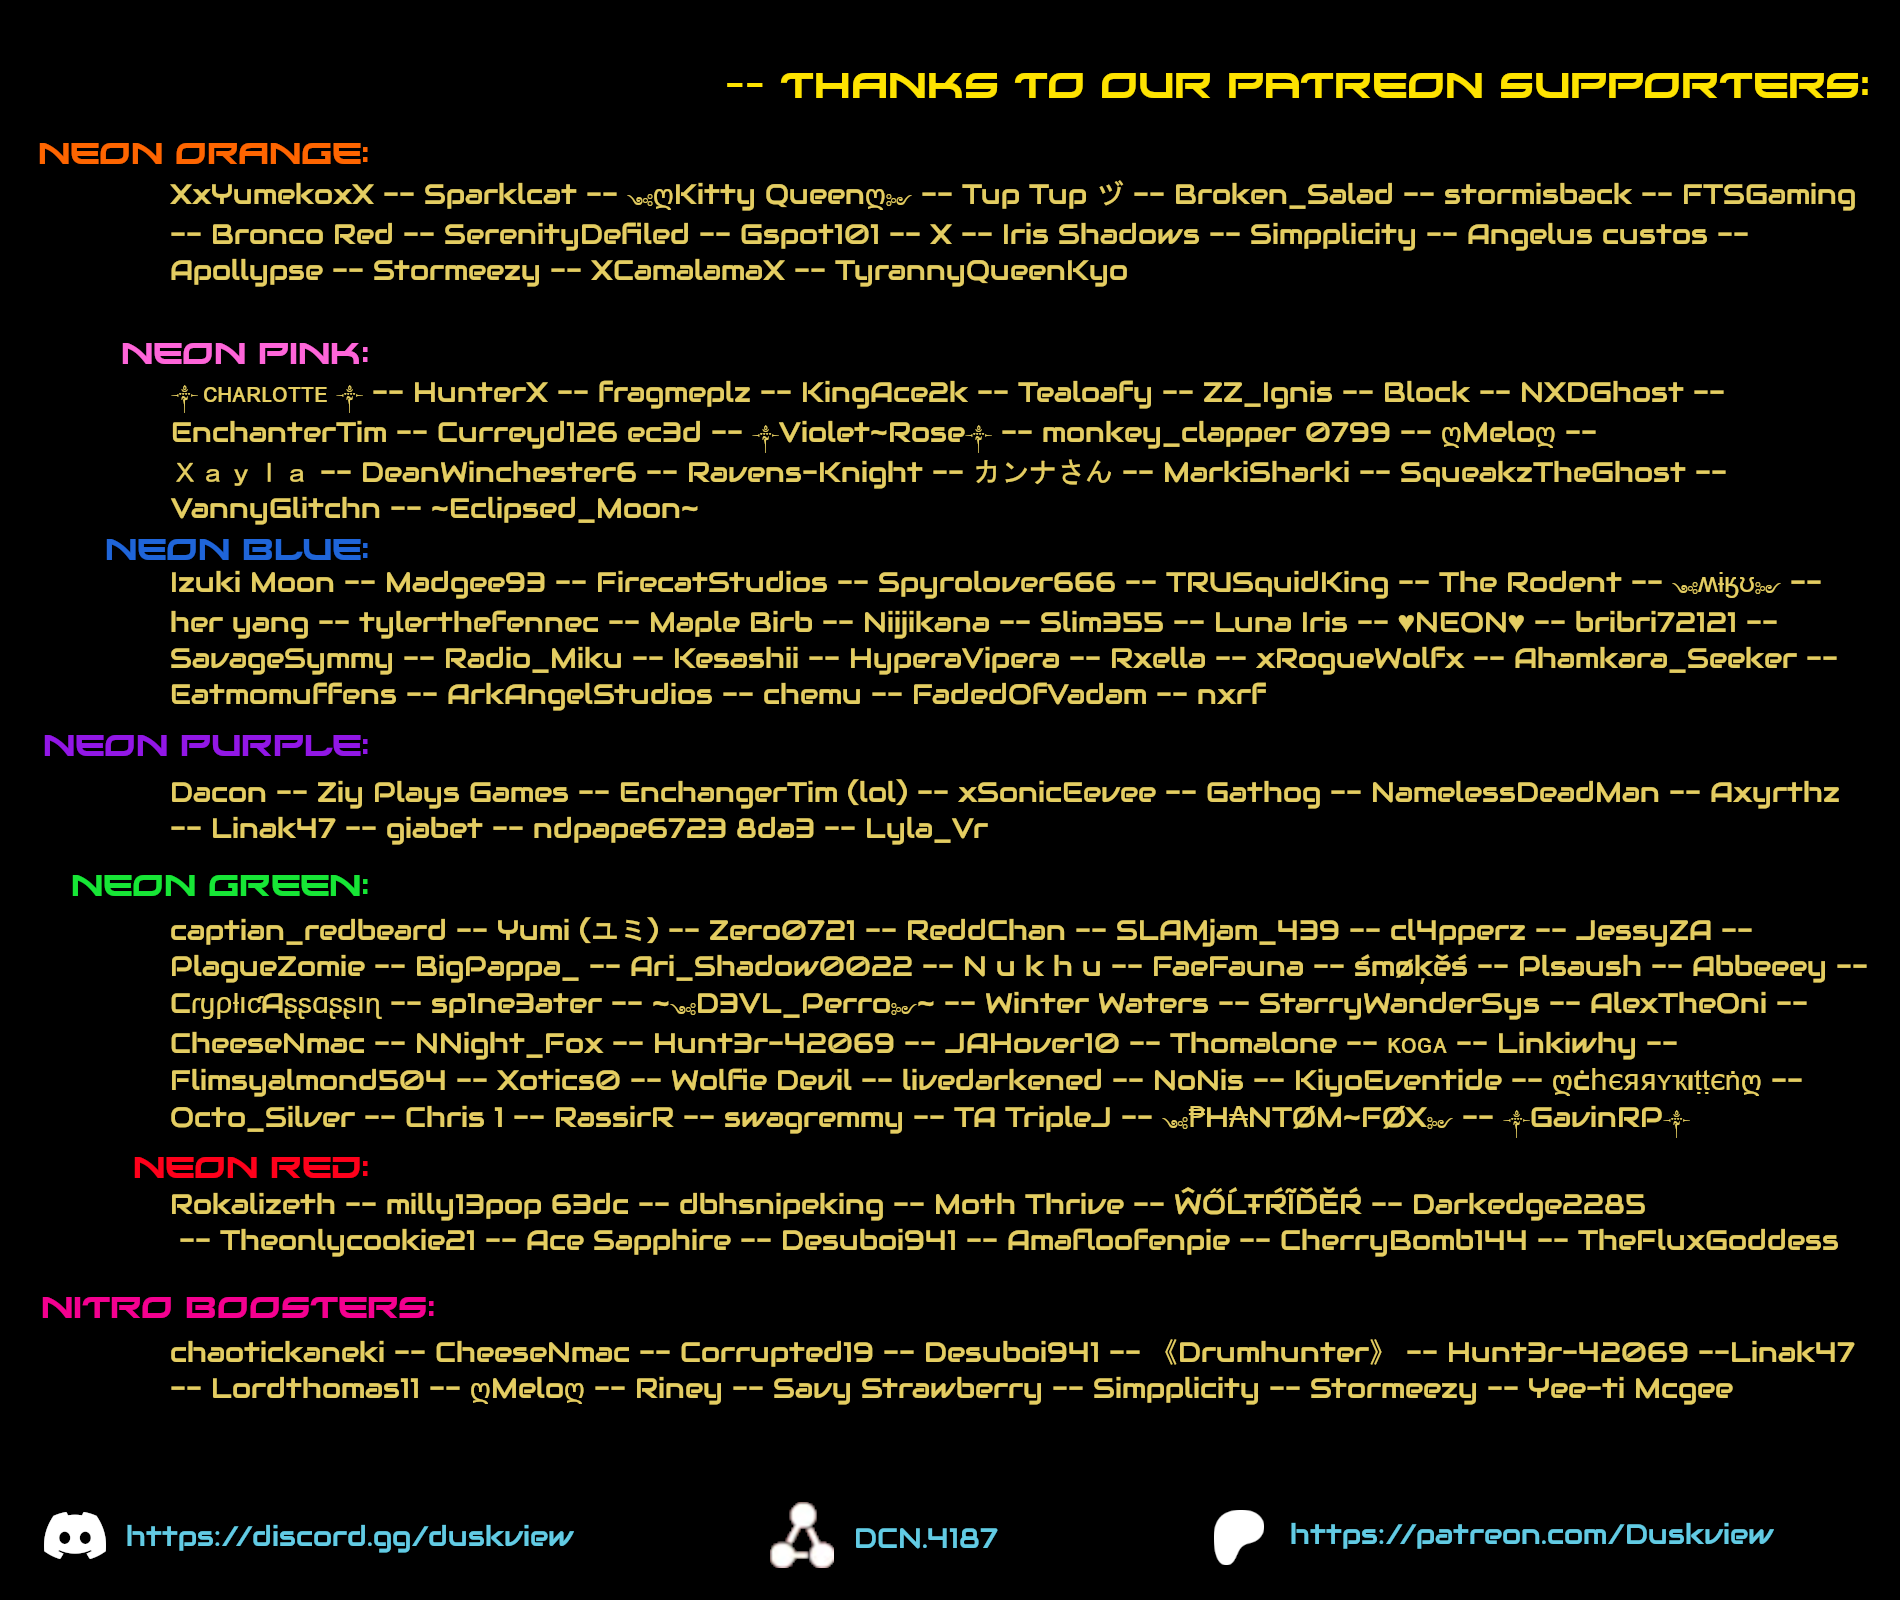 -- THANKS TO OUR PATREON SUPPORTERS:
NEON ORANGE:
XxYumekoxX -- Sparklcat -- ༺ღKitty Queenღ༻ -- Tup Tup ヅ -- Broken_Salad -- stormisback -- FTSGaming
-- Bronco Red -- SerenityDefiled -- Gspot101 -- X -- Iris Shadows -- Simpplicity -- Angelus custos --
Apollypse -- Stormeezy -- XCamalamaX -- TyrannyQueenKyo
NEON PINK:
༒ ᴄʜᴀʀʟᴏᴛᴛᴇ ༒ -- HunterX -- fragmeplz -- KingAce2k -- Tealoafy -- ZZ_Ignis -- Block -- NXDGhost --
EnchanterTim -- Curreyd126 ec3d -- ༒Violet~Rose༒ -- monkey_clapper 0799 -- ღMeloღ --
Ｘａｙｌａ -- DeanWinchester6 -- Ravens-Knight -- カンナさん -- MarkiSharki -- SqueakzTheGhost --
VannyGlitchn -- ~Eclipsed_Moon~
NEON BLUE:
Izuki Moon -- Madgee93 -- FirecatStudios -- Spyrolover666 -- TRUSquidKing -- The Rodent -- ༺ʍɨӄʊ༻ --
her yang -- tylerthefennec -- Maple Birb -- Niijikana -- Slim355 -- Luna Iris -- ♥NEON♥ -- bribri72121 --
SavageSymmy -- Radio_Miku -- Kesashii -- HyperaVipera -- Rxella -- xRogueWolfx -- Ahamkara_Seeker --
Eatmomuffens -- ArkAngelStudios -- chemu -- FadedOfVadam -- nxrf
NEON PURPLE:
Dacon -- Ziy Plays Games -- EnchangerTim (lol) -- xSonicEevee -- Gathog -- NamelessDeadMan -- Axyrthz
-- Linak47 -- giabet -- ndpape6723 8da3 -- Lyla_Vr
NEON GREEN:
captian_redbeard -- Yumi (ユミ) -- Zero0721 -- ReddChan -- SLAMjam_439 -- cl4pperz -- JessyZA --
PlagueZomie -- BigPappa_ -- Ari_Shadow0022 -- N u k h u -- FaeFauna -- śmøķěś -- Plsaush -- Abbeeey --
Cɾყρƚιƈ́Aʂʂαʂʂιɳ -- sp1ne3ater -- ~༺D3VL_Perro༻~ -- Winter Waters -- StarryWanderSys -- AlexTheOni --
CheeseNmac -- NNight_Fox -- Hunt3r-42069 -- JAHover10 -- Thomalone -- ᴋᴏɢᴀ -- Linkiwhy --
Flimsyalmond504 -- Xotics0 -- Wolfie Devil -- livedarkened -- NoNis -- KiyoEventide -- ღċһєяяʏҡıţţєṅღ --
Octo_Silver -- Chris 1 -- RassirR -- swagremmy -- TA TripleJ -- ༺₱H₳NTØM~FØX༻ -- ༒GavinRP༒
NEON RED:
Rokalizeth -- milly13pop 63dc -- dbhsnipeking -- Moth Thrive -- ŴŐĹŦŔĨĎĔŔ -- Darkedge2285
-- Theonlycookie21 -- Ace Sapphire -- Desuboi941 -- Amafloofenpie -- CherryBomb144 -- TheFluxGoddess
NITRO BOOSTERS:
chaotickaneki -- CheeseNmac -- Corrupted19 -- Desuboi941 -- 《Drumhunter》 -- Hunt3r-42069 --Linak47
-- Lordthomas11 -- ღMeloღ -- Riney -- Savy Strawberry -- Simpplicity -- Stormeezy -- Yee-ti Mcgee
https://discord.gg/duskview
DCN.4187
https://patreon.com/Duskview